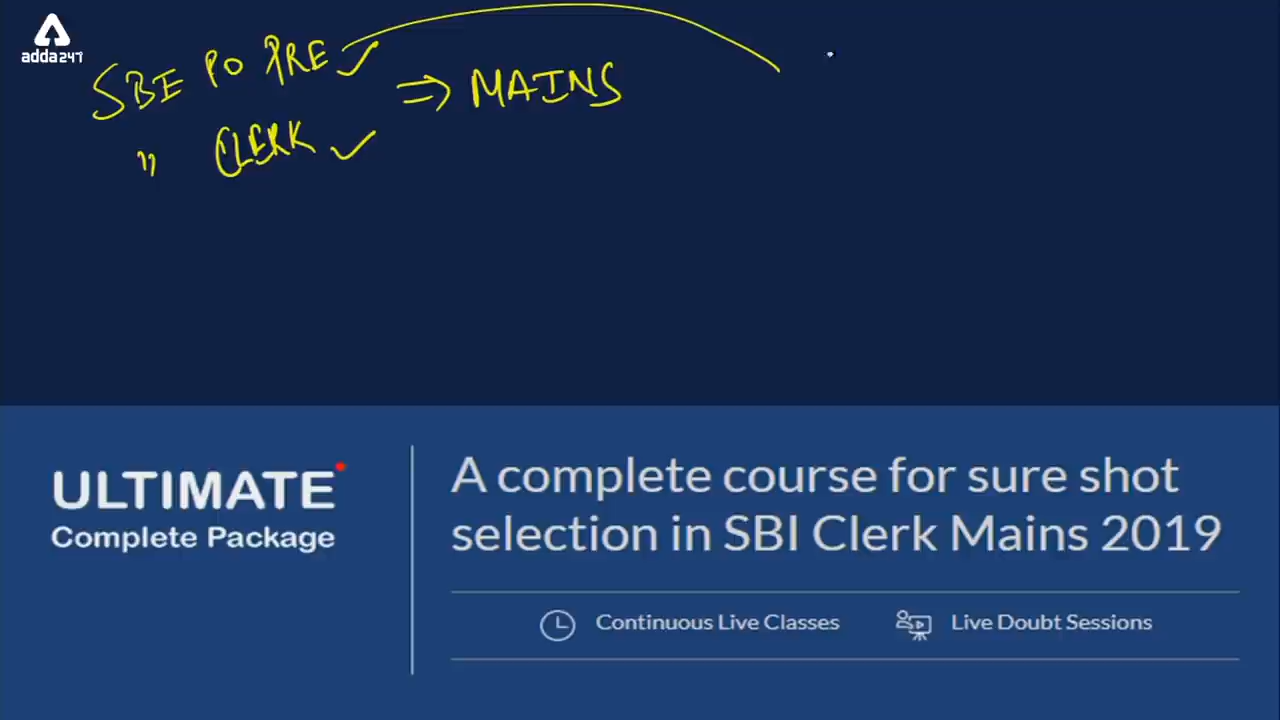 adda247
SBI PO PRE ✓
" CLERK ✓
⇒ MAINS
ULTIMATE
Complete Package
A complete course for sure shot
selection in SBI Clerk Mains 2019
Continuous Live Classes
Live Doubt Sessions